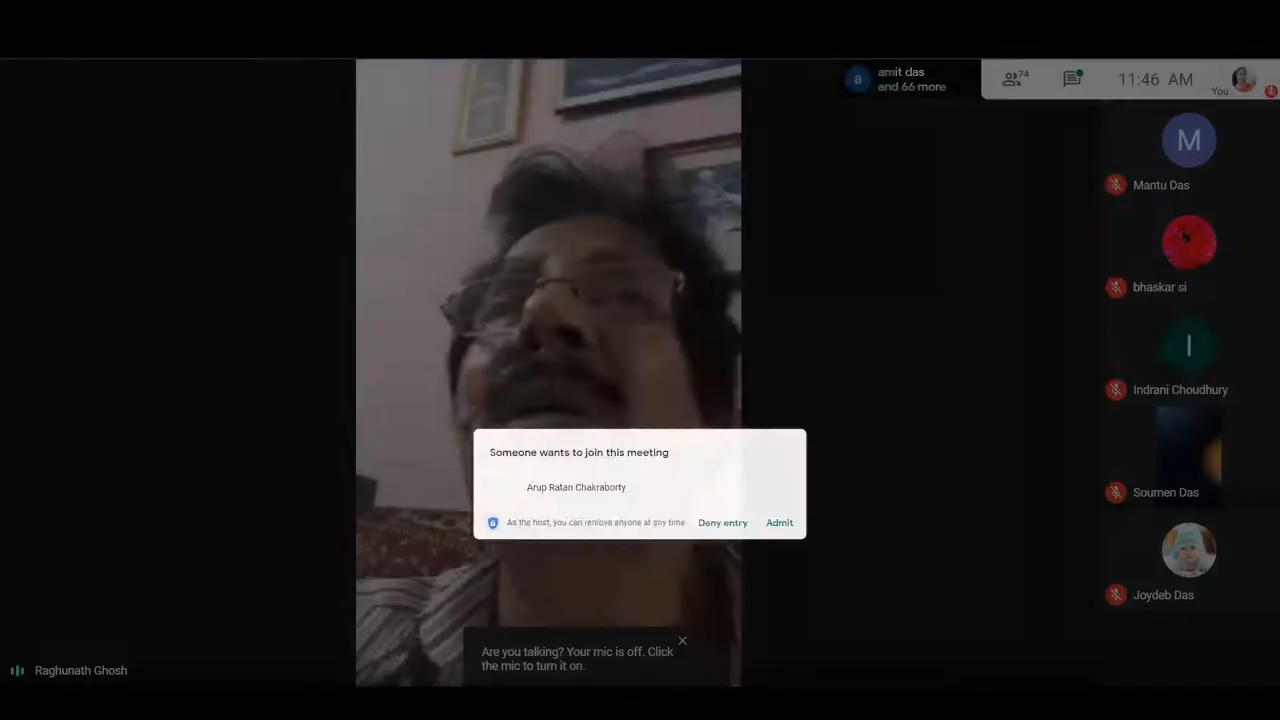 a
amit das
and 66 more
74
11:46 AM
You
M
Mantu Das
bhaskar si
I
Indrani Choudhury
Soumen Das
Joydeb Das
Someone wants to join this meeting
Arup Ratan Chakraborty
As the host, you can remove anyone at any time
Deny entry
Admit
Are you talking? Your mic is off. Click
the mic to turn it on.
Raghunath Ghosh